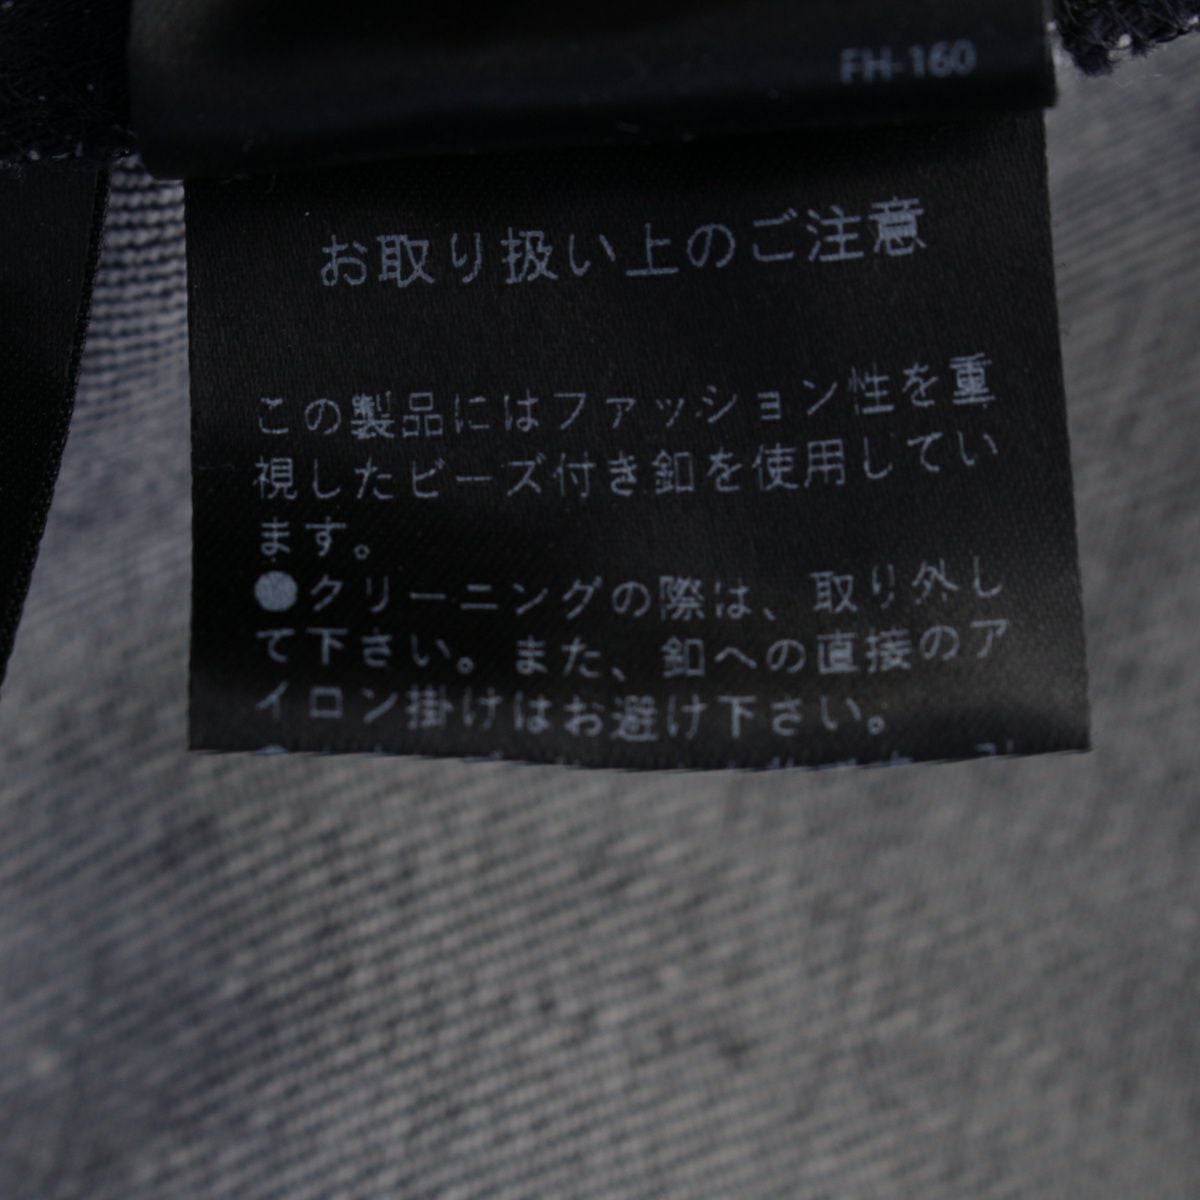 FH-160
お取り扱い上のご注意
この製品にはファッション性を重
視したビーズ付き釦を使用してい
ます。
●クリーニングの際は、取り外し
て下さい。また、釦への直接のア
イロン掛けはお避け下さい。